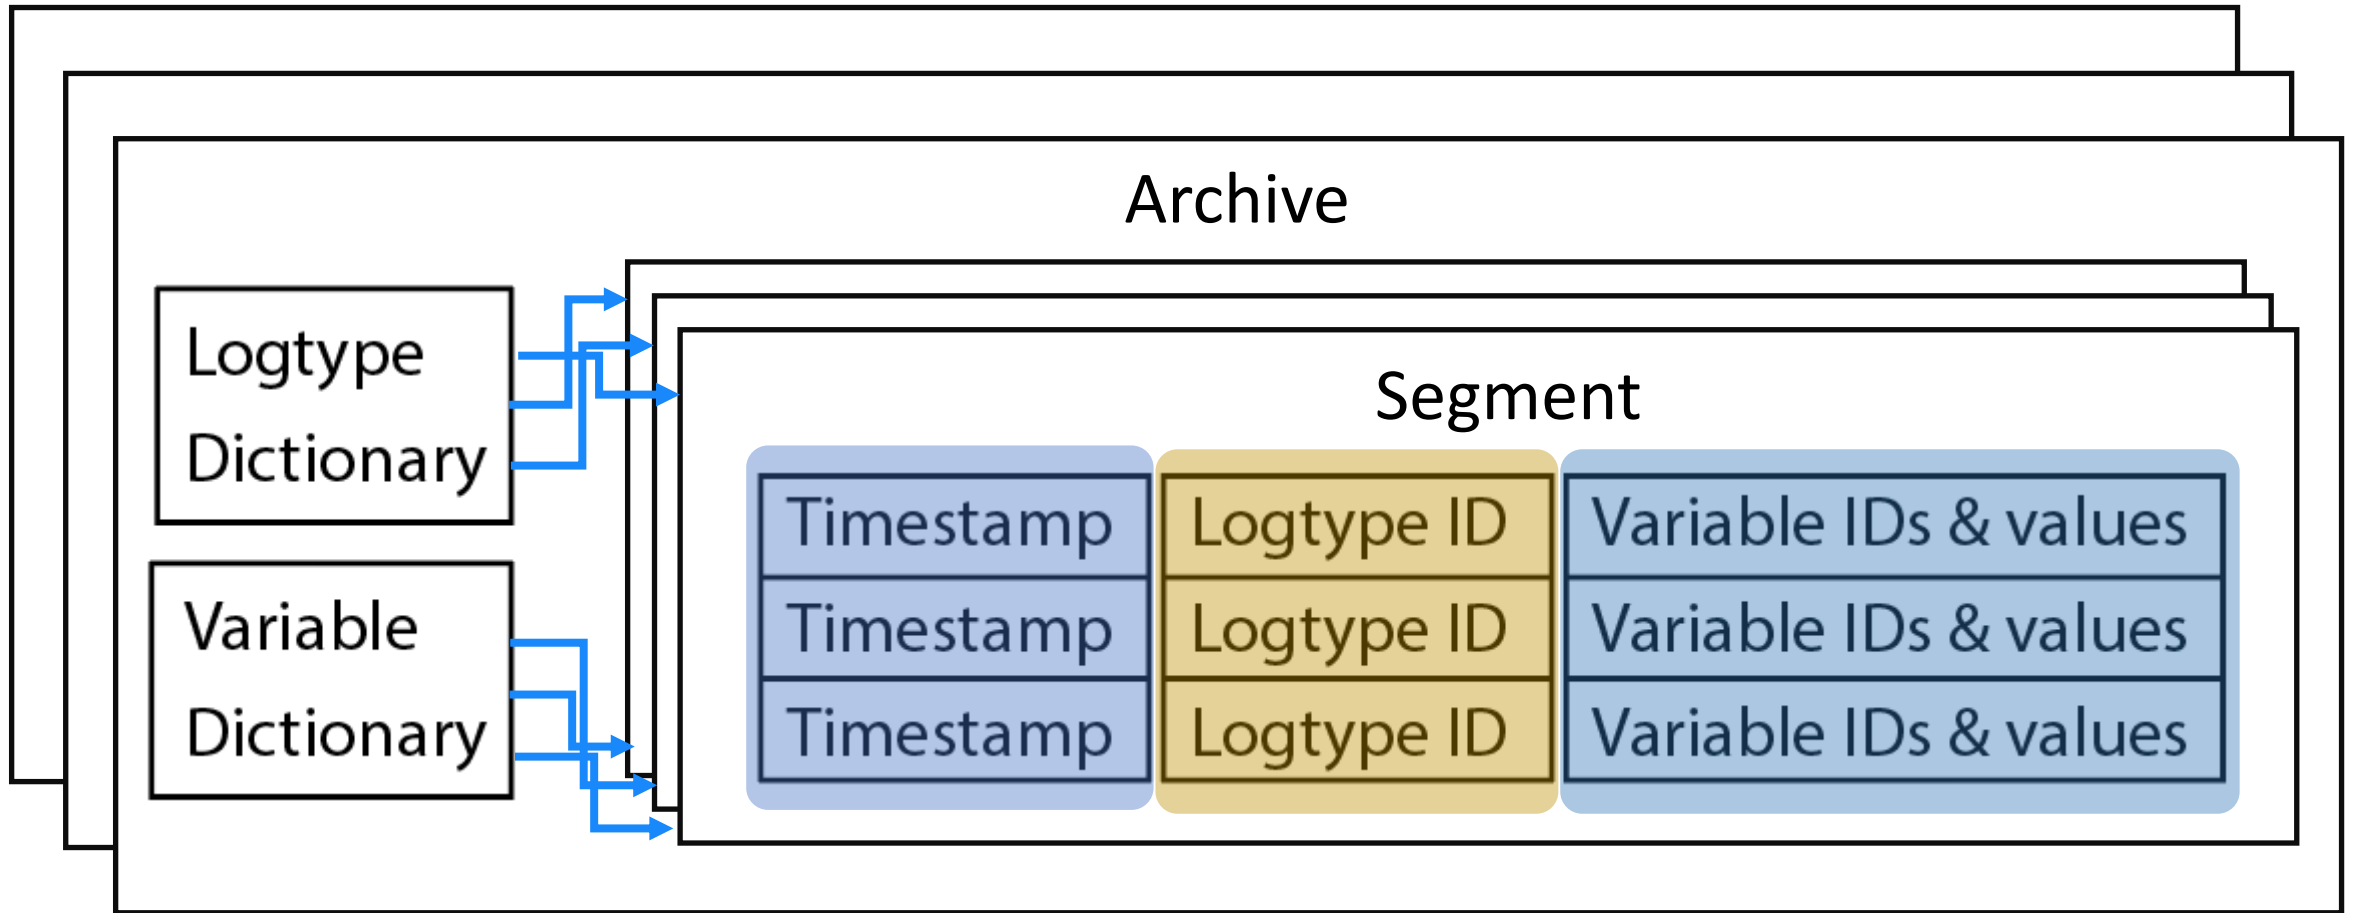 Archive
Logtype
Dictionary
Variable
Dictionary
Segment
Timestamp Logtype ID Variable IDs & values
Timestamp Logtype ID Variable IDs & values
Timestamp Logtype ID Variable IDs & values